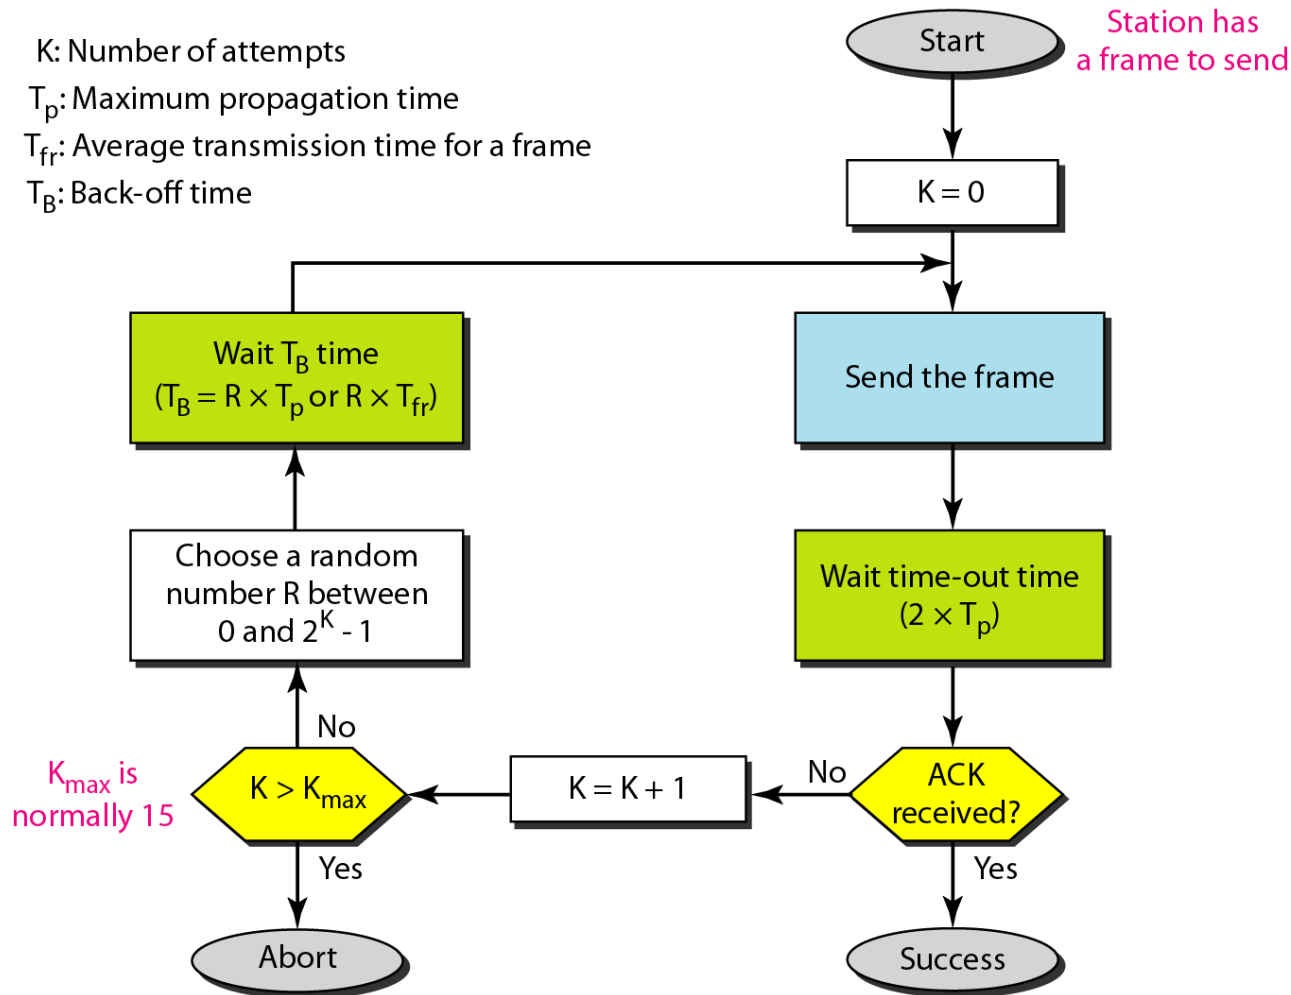 K: Number of attempts
Tp: Maximum propagation time
Tfr: Average transmission time for a frame
TB: Back-off time
Start
Station has
a frame to send
K = 0
Wait TB time
(TB = R × Tp or R × Tfr)
Send the frame
Choose a random
number R between
0 and 2^K - 1
Wait time-out time
(2 × Tp)
No
Kmax is
normally 15
K > Kmax
K = K + 1
No
ACK
received?
Yes
Yes
Abort
Success